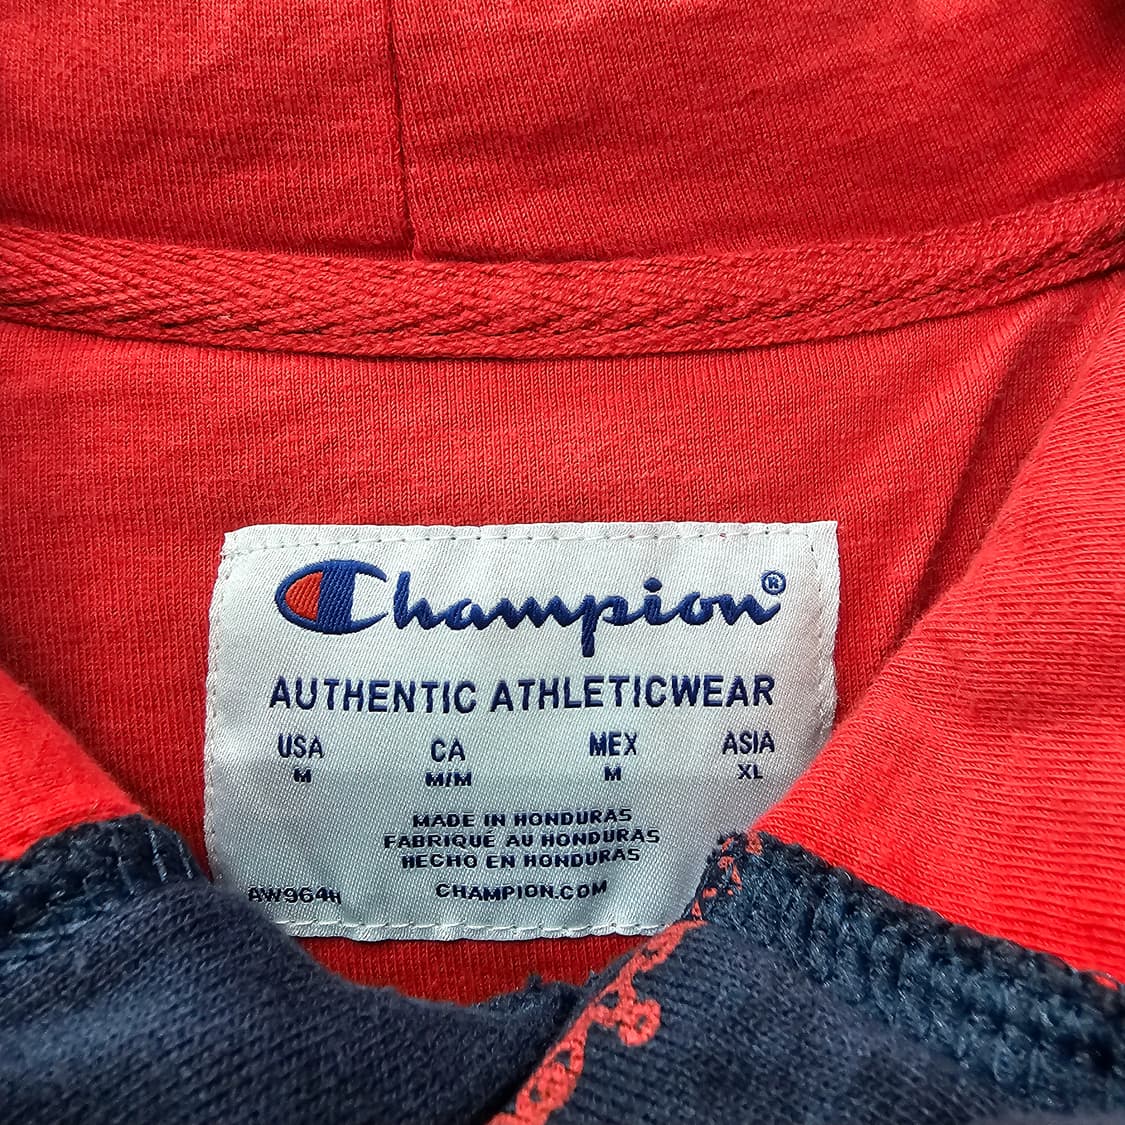 Champion®
AUTHENTIC ATHLETICWEAR
USA CA MEX ASIA
M M/M M XL
MADE IN HONDURAS
FABRIQUÉ AU HONDURAS
HECHO EN HONDURAS
AW964H CHAMPION.COM